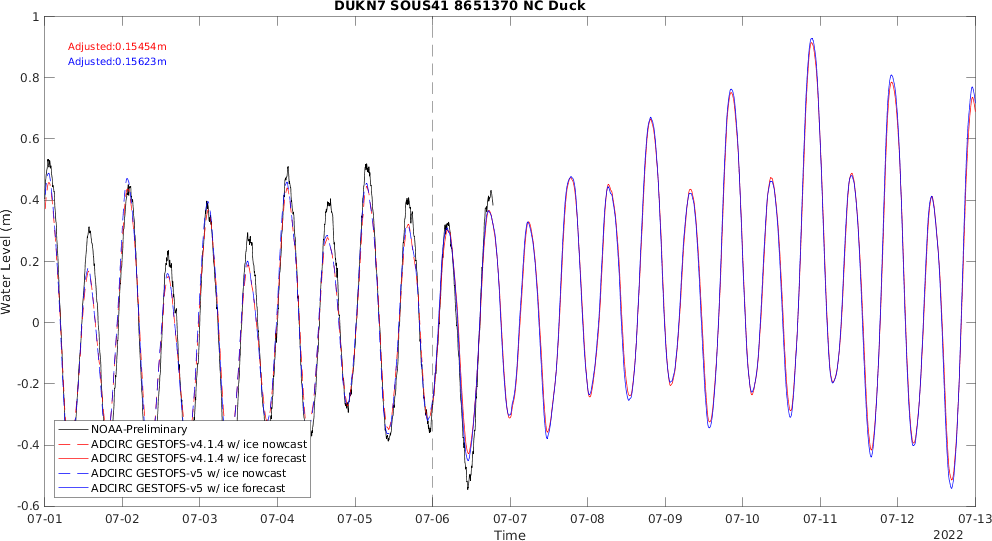 DUKN7 SOUS41 8651370 NC Duck
Adjusted:0.15454m
Adjusted:0.15623m
Water Level (m)
1
0.8
0.6
0.4
0.2
0
-0.2
-0.4
-0.6
NOAA-Preliminary
ADCIRC GESTOFS-v4.1.4 w/ ice nowcast
ADCIRC GESTOFS-v4.1.4 w/ ice forecast
ADCIRC GESTOFS-v5 w/ ice nowcast
ADCIRC GESTOFS-v5 w/ ice forecast
07-01 07-02 07-03 07-04 07-05 07-06 07-07 07-08 07-09 07-10 07-11 07-12 07-13
Time
2022